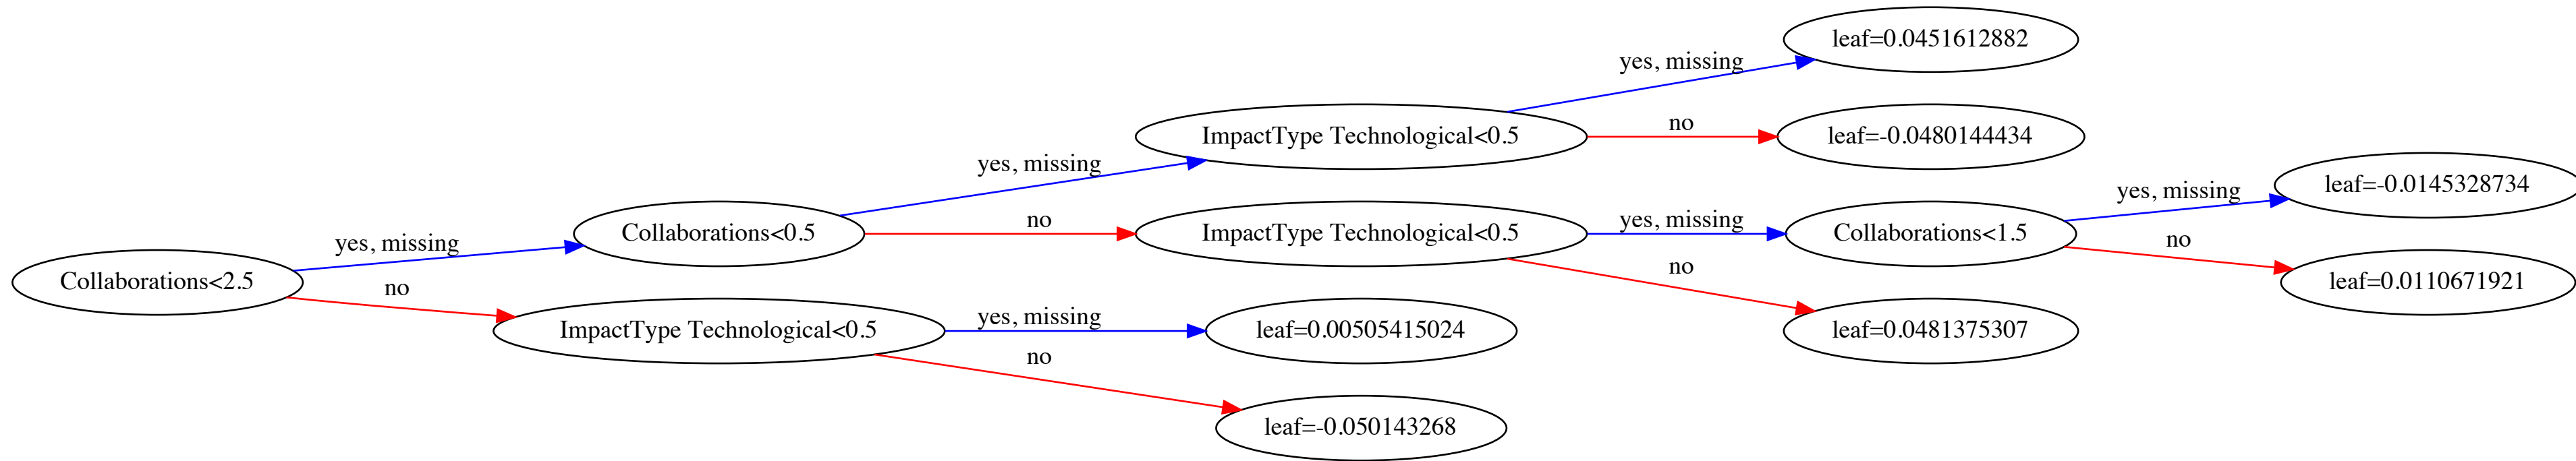 Collaborations<2.5
yes, missing
no
Collaborations<0.5
ImpactType Technological<0.5
yes, missing
no
yes, missing
no
ImpactType Technological<0.5
ImpactType Technological<0.5
leaf=0.00505415024
leaf=-0.050143268
yes, missing
no
yes, missing
no
leaf=0.0451612882
leaf=-0.0480144434
Collaborations<1.5
leaf=0.0481375307
yes, missing
no
leaf=-0.0145328734
leaf=0.0110671921